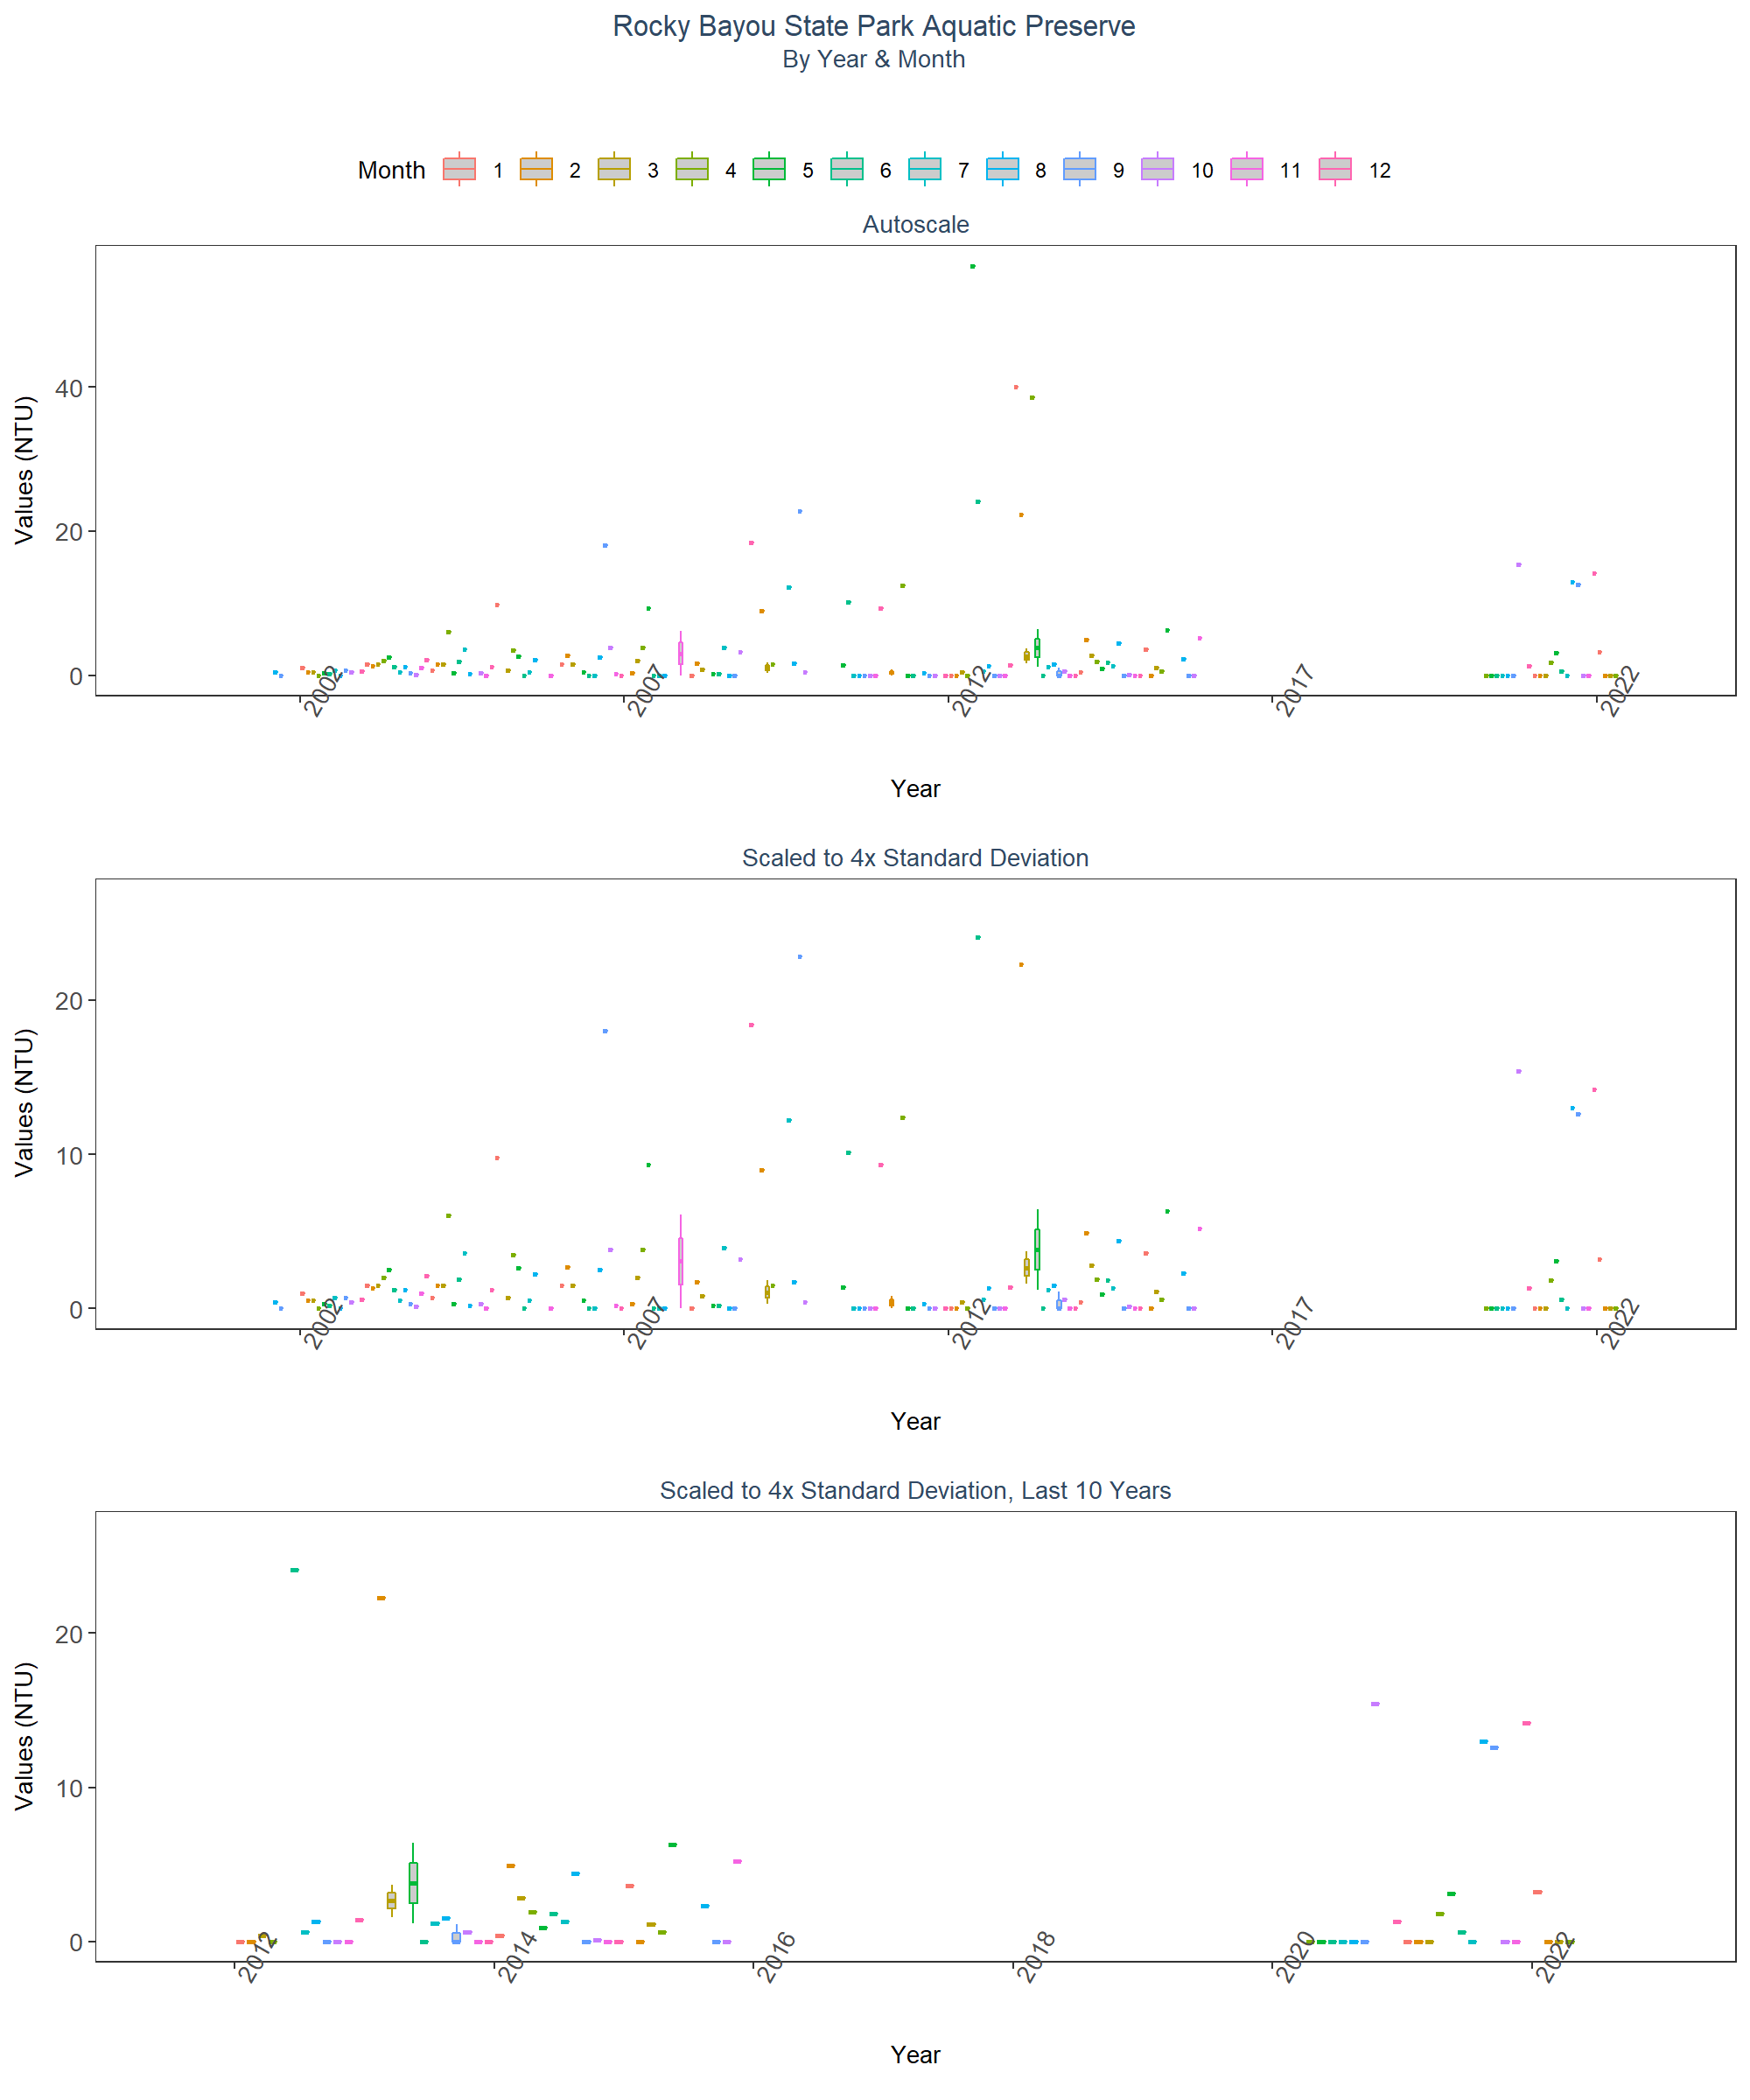 Rocky Bayou State Park Aquatic Preserve
By Year & Month
Month 1 2 3 4 5 6 7 8 9 10 11 12
Autoscale
Values (NTU)
40
20
0
2002 2007 2012 2017 2022
Year
Scaled to 4x Standard Deviation
Values (NTU)
20
10
0
2002 2007 2012 2017 2022
Year
Scaled to 4x Standard Deviation, Last 10 Years
Values (NTU)
20
10
0
2012 2014 2016 2018 2020 2022
Year